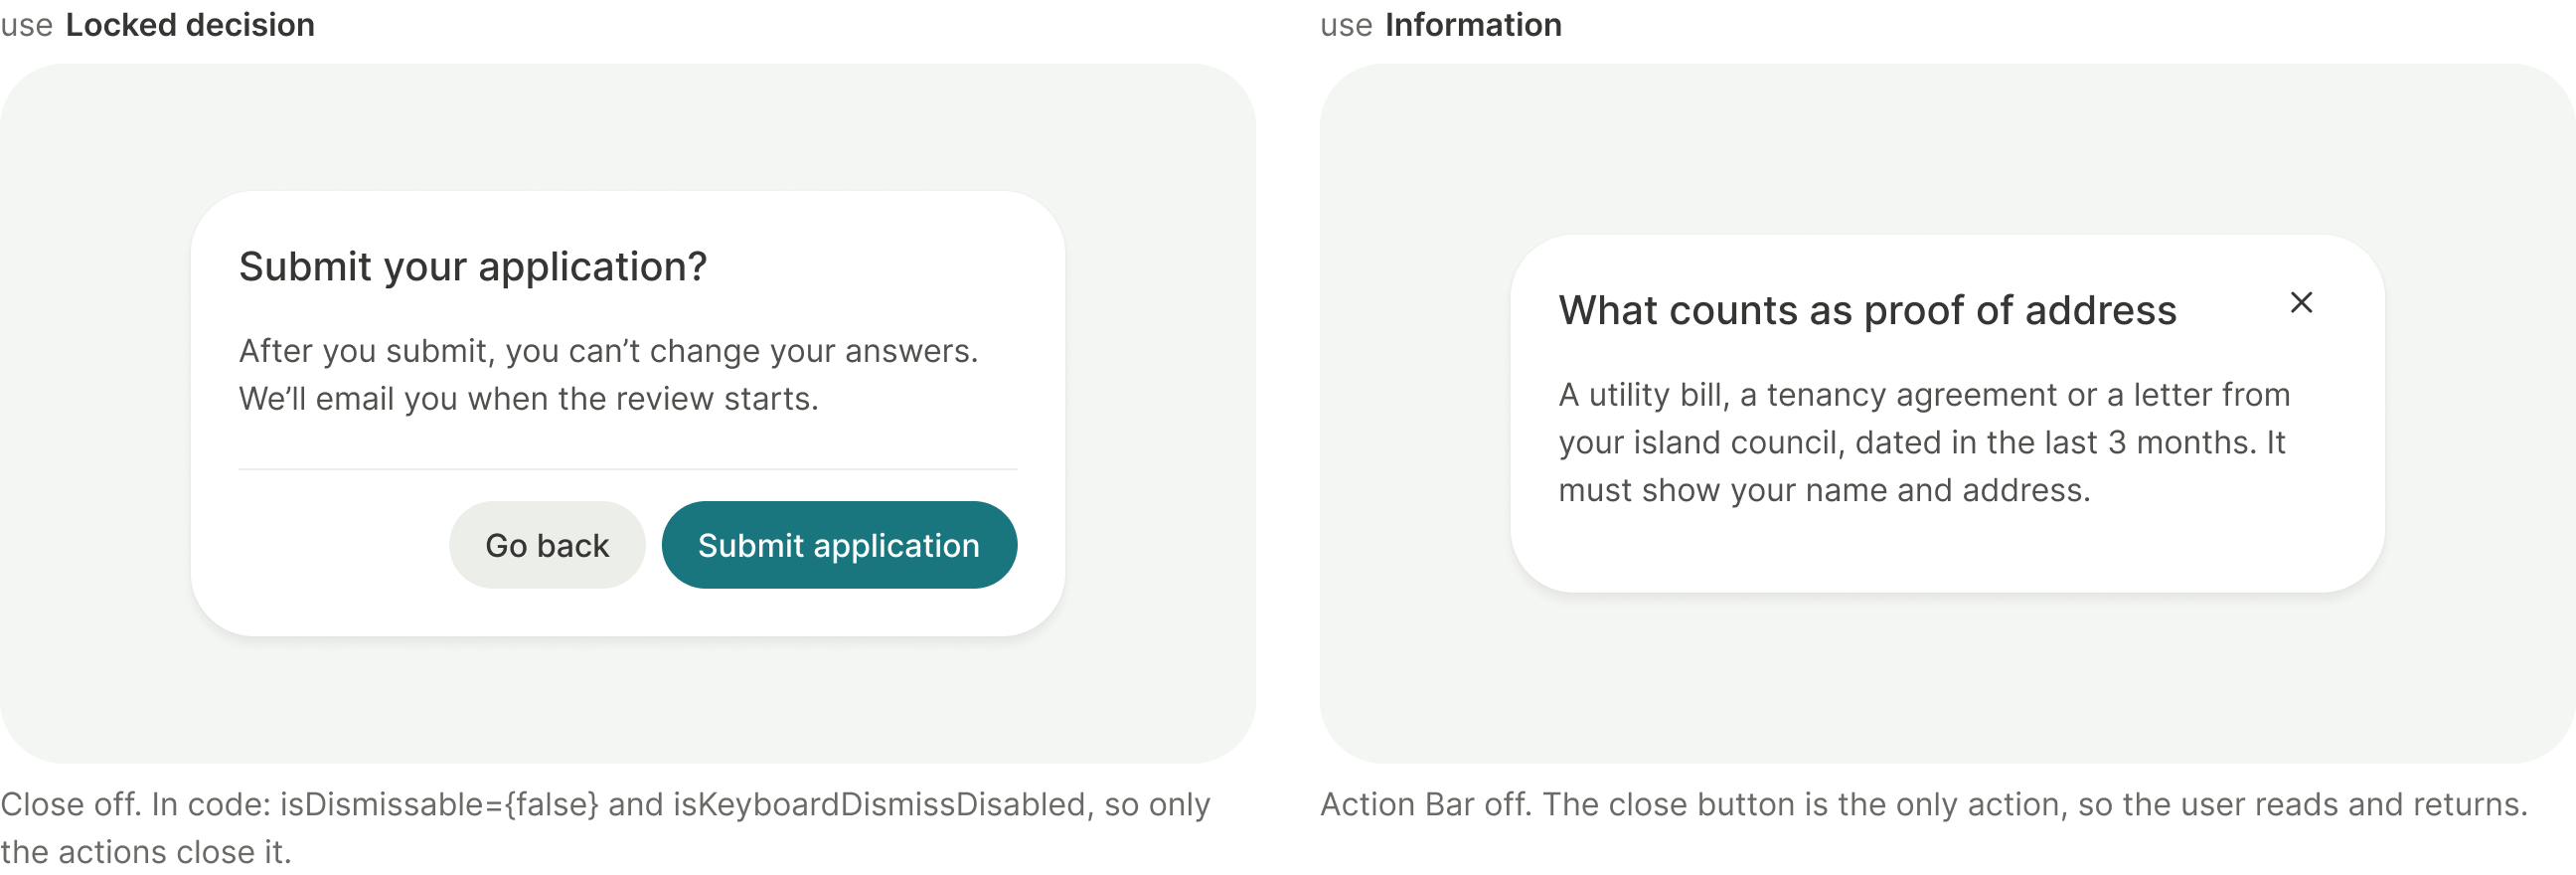 use Locked decision
Submit your application?
After you submit, you can’t change your answers.
We’ll email you when the review starts.
Go back
Submit application
Close off. In code: isDismissable={false} and isKeyboardDismissDisabled, so only
the actions close it.
use Information
What counts as proof of address
A utility bill, a tenancy agreement or a letter from
your island council, dated in the last 3 months. It
must show your name and address.
Action Bar off. The close button is the only action, so the user reads and returns.